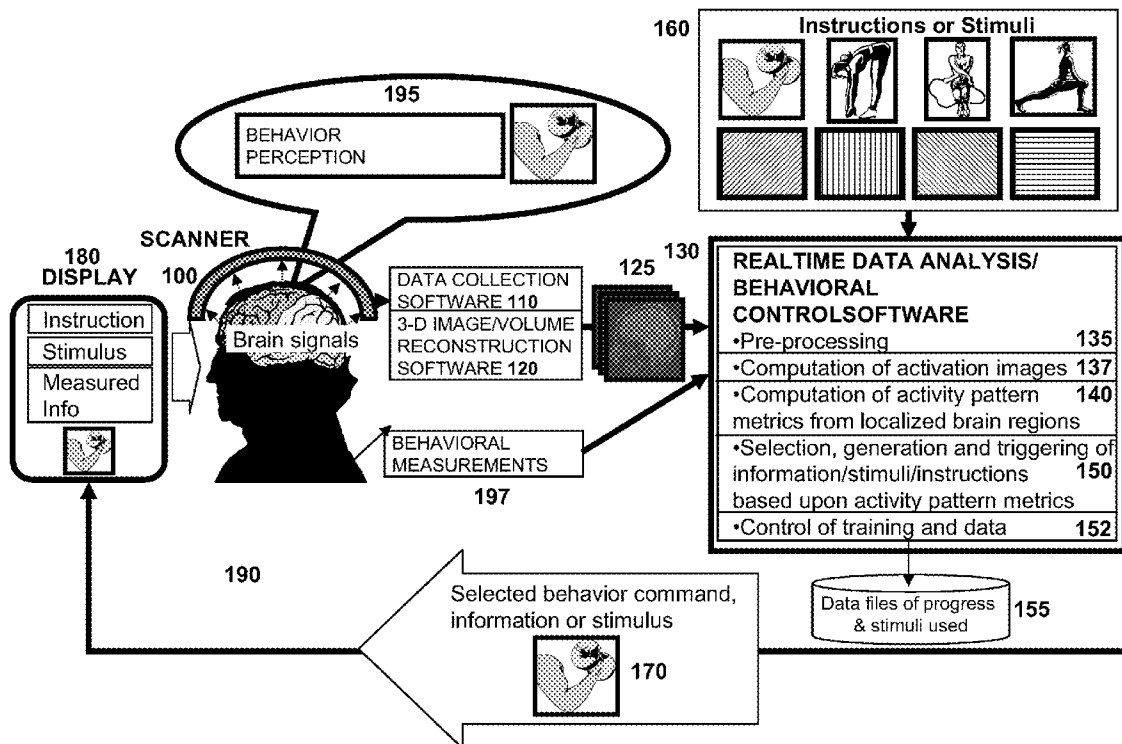 160
Instructions or Stimuli
195
BEHAVIOR
PERCEPTION
SCANNER
180
DISPLAY
100
Instruction
Stimulus
Measured
Info
Brain signals
DATA COLLECTION
SOFTWARE 110
3-D IMAGE/VOLUME
RECONSTRUCTION
SOFTWARE 120
125
130
BEHAVIORAL
MEASUREMENTS
197
REALTIME DATA ANALYSIS/
BEHAVIORAL
CONTROLSOFTWARE
•Pre-processing 135
•Computation of activation images 137
•Computation of activity pattern 140
metrics from localized brain regions
•Selection, generation and triggering of
information/stimuli/instructions 150
based upon activity pattern metrics
•Control of training and data 152
Data files of progress
& stimuli used
155
190
Selected behavior command,
information or stimulus
170